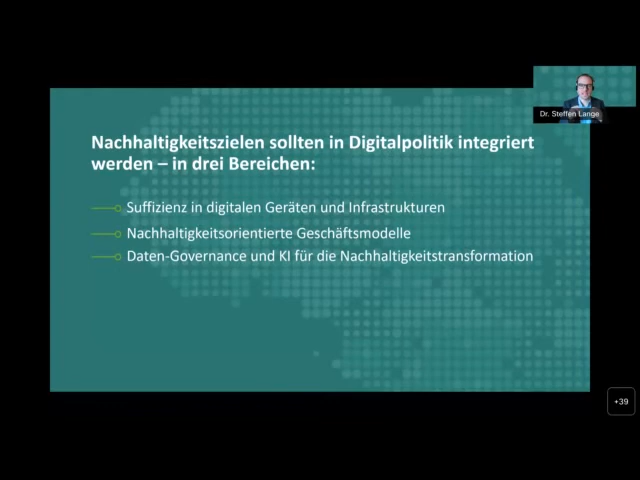 Dr. Steffen Lange
Nachhaltigkeitszielen sollten in Digitalpolitik integriert
werden – in drei Bereichen:
Suffizienz in digitalen Geräten und Infrastrukturen
Nachhaltigkeitsorientierte Geschäftsmodelle
Daten-Governance und KI für die Nachhaltigkeitstransformation
+39